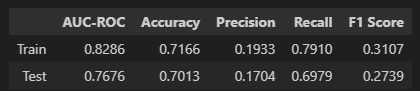 AUC-ROC Accuracy Precision Recall F1 Score
Train 0.8286 0.7166 0.1933 0.7910 0.3107
Test 0.7676 0.7013 0.1704 0.6979 0.2739